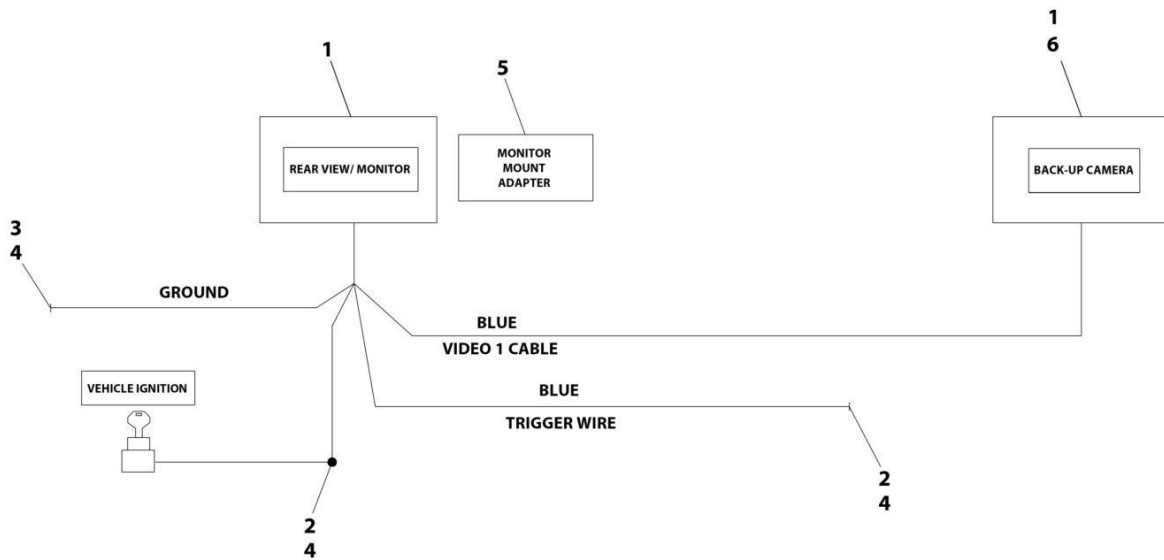 1
5
1
6
REAR VIEW/ MONITOR
MONITOR
MOUNT
ADAPTER
BACK-UP CAMERA
3
4
GROUND
BLUE
VIDEO 1 CABLE
VEHICLE IGNITION
BLUE
TRIGGER WIRE
2
4
2
4